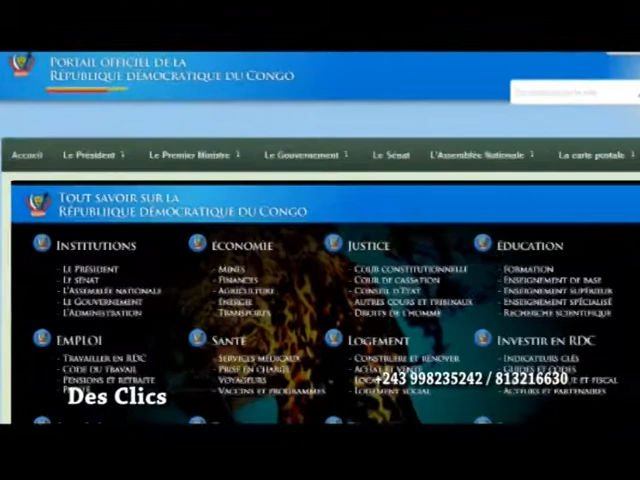 Portail officiel de la
République démocratique du Congo
Accueil Le Président Le Premier Ministre Le Gouvernement Le Sénat L'Assemblée Nationale La carte postale
Tout savoir sur la
République démocratique du Congo
Institutions
- Le Président
- Le Sénat
- L'Assemblée nationale
- Le Gouvernement
- L'Administration
Économie
- Mines
- Finances
- Agriculture
- Énergie
- Transports
Justice
- Cour constitutionnelle
- Cour de cassation
- Conseil d'État
- Autres cours et tribunaux
- Droits de l'homme
Éducation
- Formation
- Enseignement de base
- Enseignement supérieur
- Enseignement spécialisé
- Recherche scientifique
Emploi
- Travailler en RDC
- Code du travail
- Pensions et retraite
Santé
- Services médicaux
- Prise en charge
- Voyageurs
- Vaccins et programmes
Logement
- Construire et rénover
- Achat et vente
- Logement social
Investir en RDC
- Indicateurs clés
- Guides et codes
- Acteurs et partenaires
+243 998235242 / 813216630
Des Clics